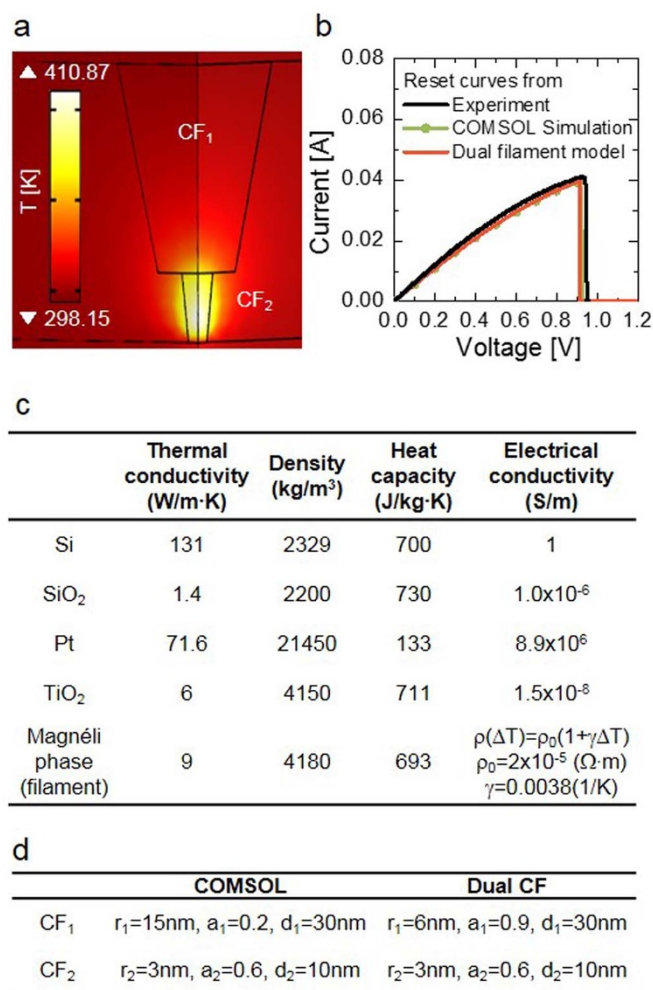 a
▲ 410.87
T [K]
▼ 298.15
CF₁
CF₂
b
0.08
0.06
0.04
0.02
0.00
Current [A]
Reset curves from
Experiment
COMSOL Simulation
Dual filament model
0.0 0.2 0.4 0.6 0.8 1.0 1.2
Voltage [V]
c
Thermal conductivity (W/m·K) Density (kg/m³) Heat capacity (J/kg·K) Electrical conductivity (S/m)
Si 131 2329 700 1
SiO₂ 1.4 2200 730 1.0x10⁻⁶
Pt 71.6 21450 133 8.9x10⁶
TiO₂ 6 4150 711 1.5x10⁻⁸
Magnéli phase (filament) 9 4180 693 ρ(ΔT)=ρ₀(1+γΔT) ρ₀=2x10⁻⁵ (Ω·m) γ=0.0038(1/K)
d
COMSOL Dual CF
CF₁ r₁=15nm, a₁=0.2, d₁=30nm r₁=6nm, a₁=0.9, d₁=30nm
CF₂ r₂=3nm, a₂=0.6, d₂=10nm r₂=3nm, a₂=0.6, d₂=10nm